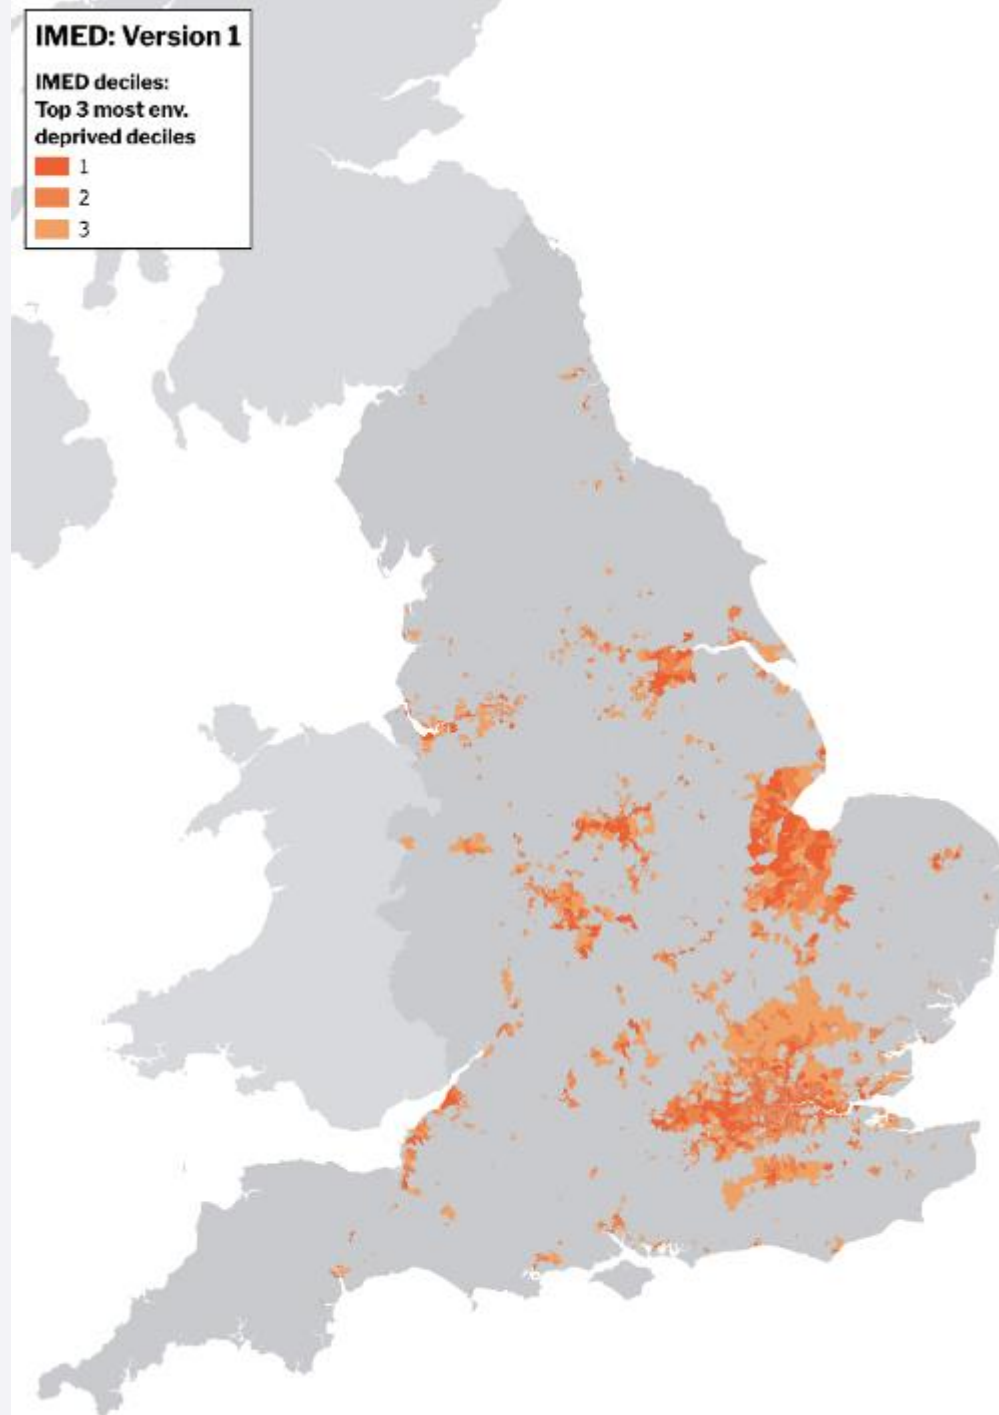 IMED: Version 1
IMED deciles:
Top 3 most env.
deprived deciles
1
2
3